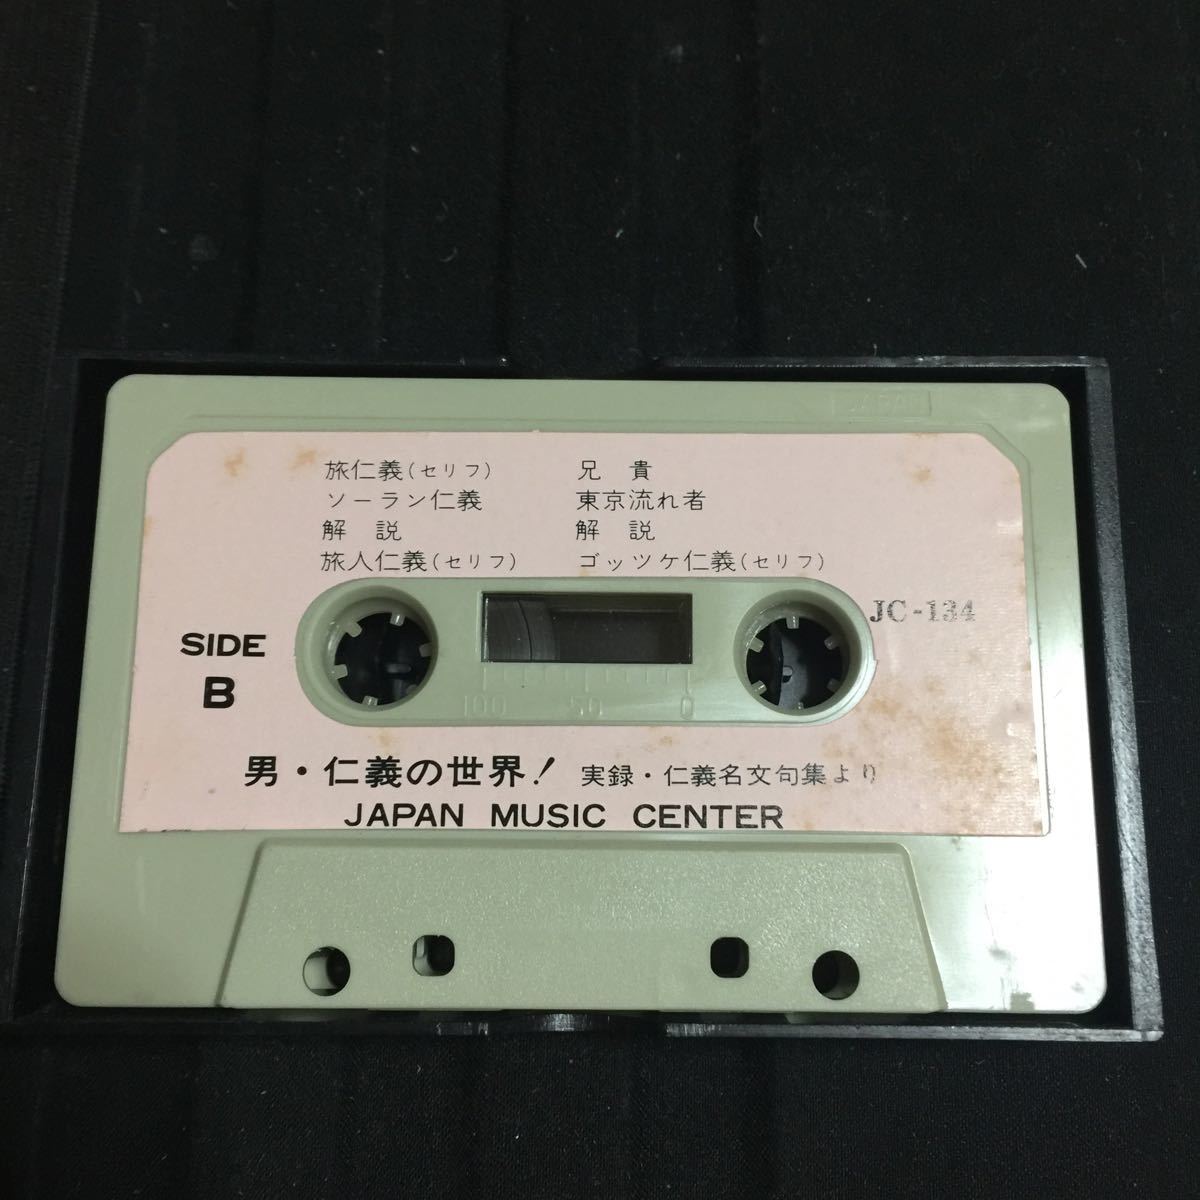 JAPAN
旅仁義(セリフ)
ソーラン仁義
解 説
旅人仁義(セリフ)
兄 貴
東京流れ者
解 説
ゴッツケ仁義(セリフ)
JC-134
SIDE
B
100 50 0
男・仁義の世界! 実録・仁義名文句集より
JAPAN MUSIC CENTER